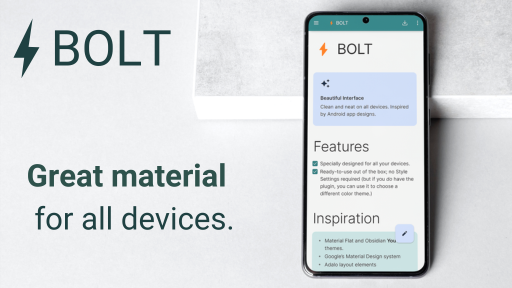 BOLT
Great material
for all devices.
BOLT
BOLT
Beautiful Interface
Clean and neat on all devices. Inspired
by Android app designs.
Features
Specially designed for all your devices.
Ready-to-use out of the box; no Style
Settings required (but if you do have the
plugin, you can use it to choose a
different color theme.)
Inspiration
Material Flat and Obsidian You
themes.
Google's Material Design system
Adalo layout elements